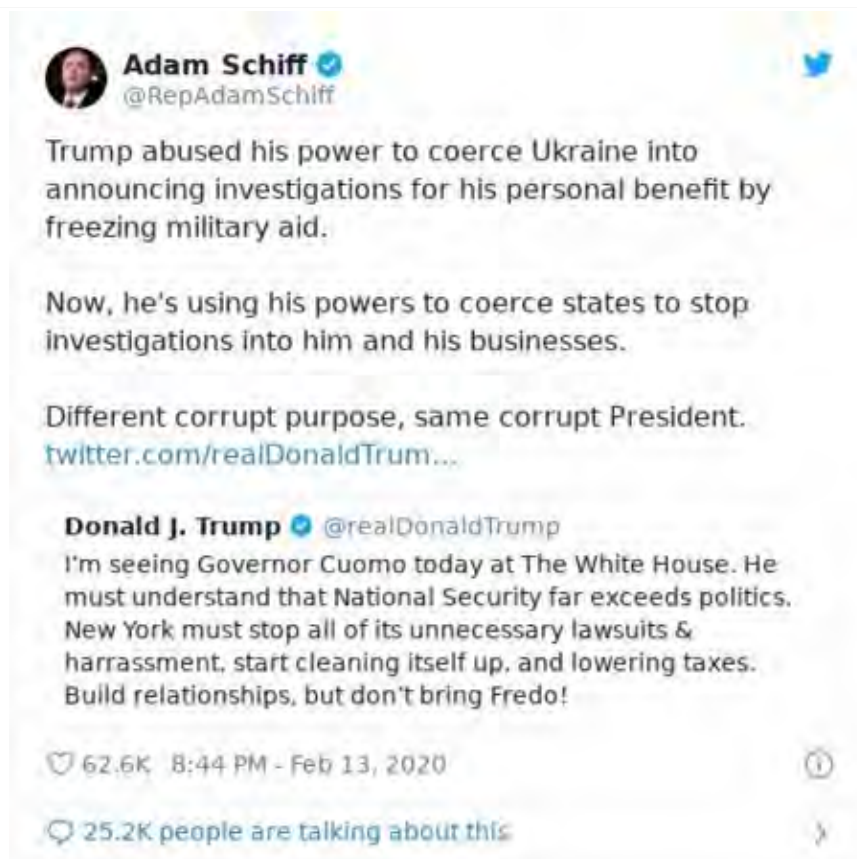 Adam Schiff
@RepAdamSchiff
Trump abused his power to coerce Ukraine into
announcing investigations for his personal benefit by
freezing military aid.
Now, he's using his powers to coerce states to stop
investigations into him and his businesses.
Different corrupt purpose, same corrupt President.
twitter.com/realDonaldTrum...
Donald J. Trump @realDonaldTrump
I'm seeing Governor Cuomo today at The White House. He
must understand that National Security far exceeds politics.
New York must stop all of its unnecessary lawsuits &
harrassment, start cleaning itself up, and lowering taxes.
Build relationships, but don't bring Fredo!
62.6K 8:44 PM - Feb 13, 2020
25.2K people are talking about this